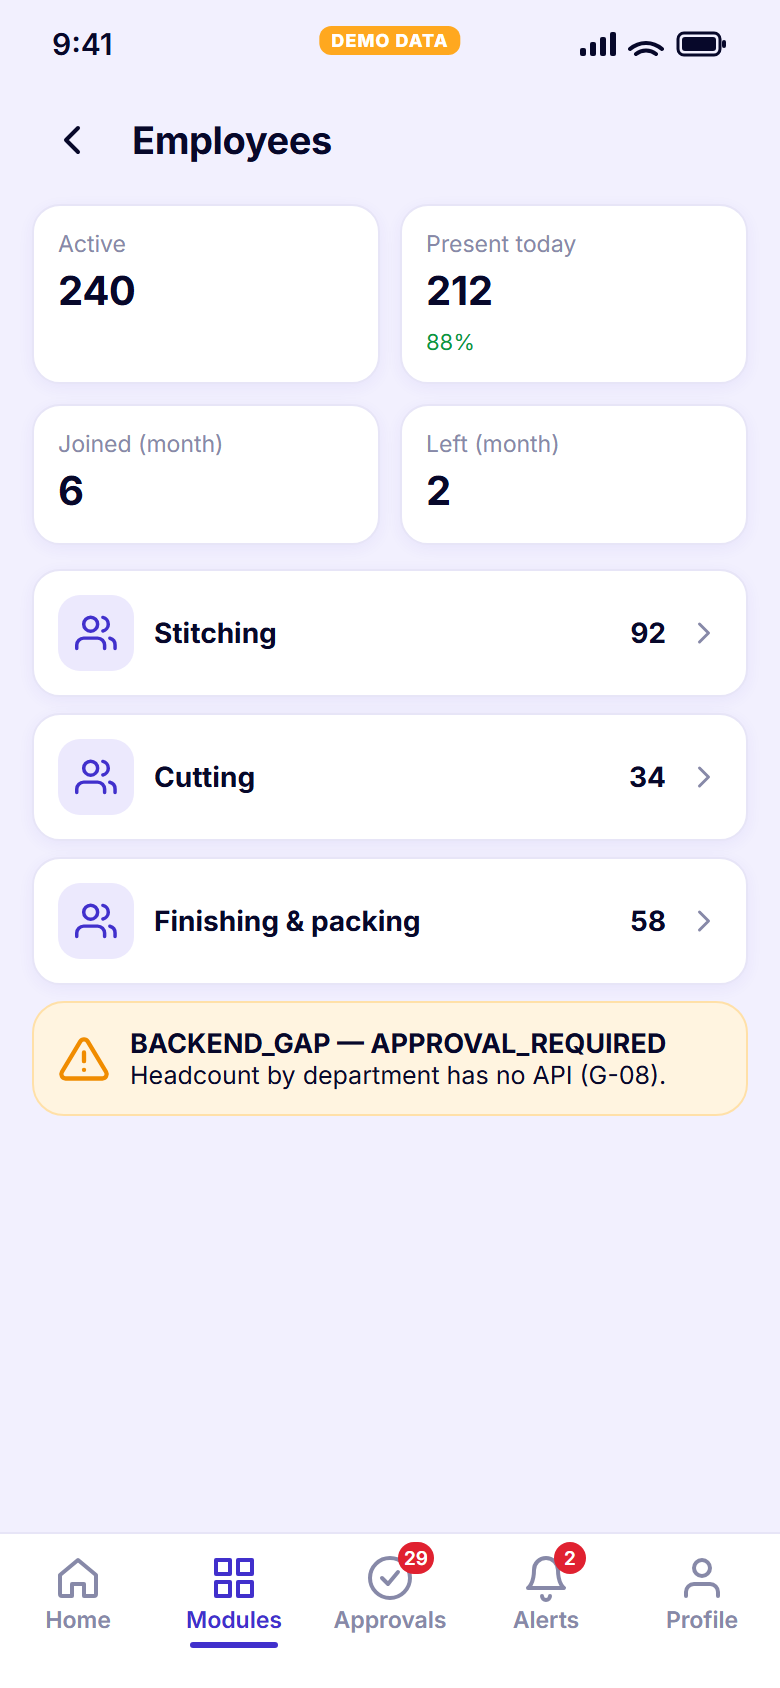 9:41
DEMO DATA
Employees
Active
240
Present today
212
88%
Joined (month)
6
Left (month)
2
Stitching
92
Cutting
34
Finishing & packing
58
BACKEND_GAP — APPROVAL_REQUIRED
Headcount by department has no API (G-08).
29
2
Home
Modules
Approvals
Alerts
Profile